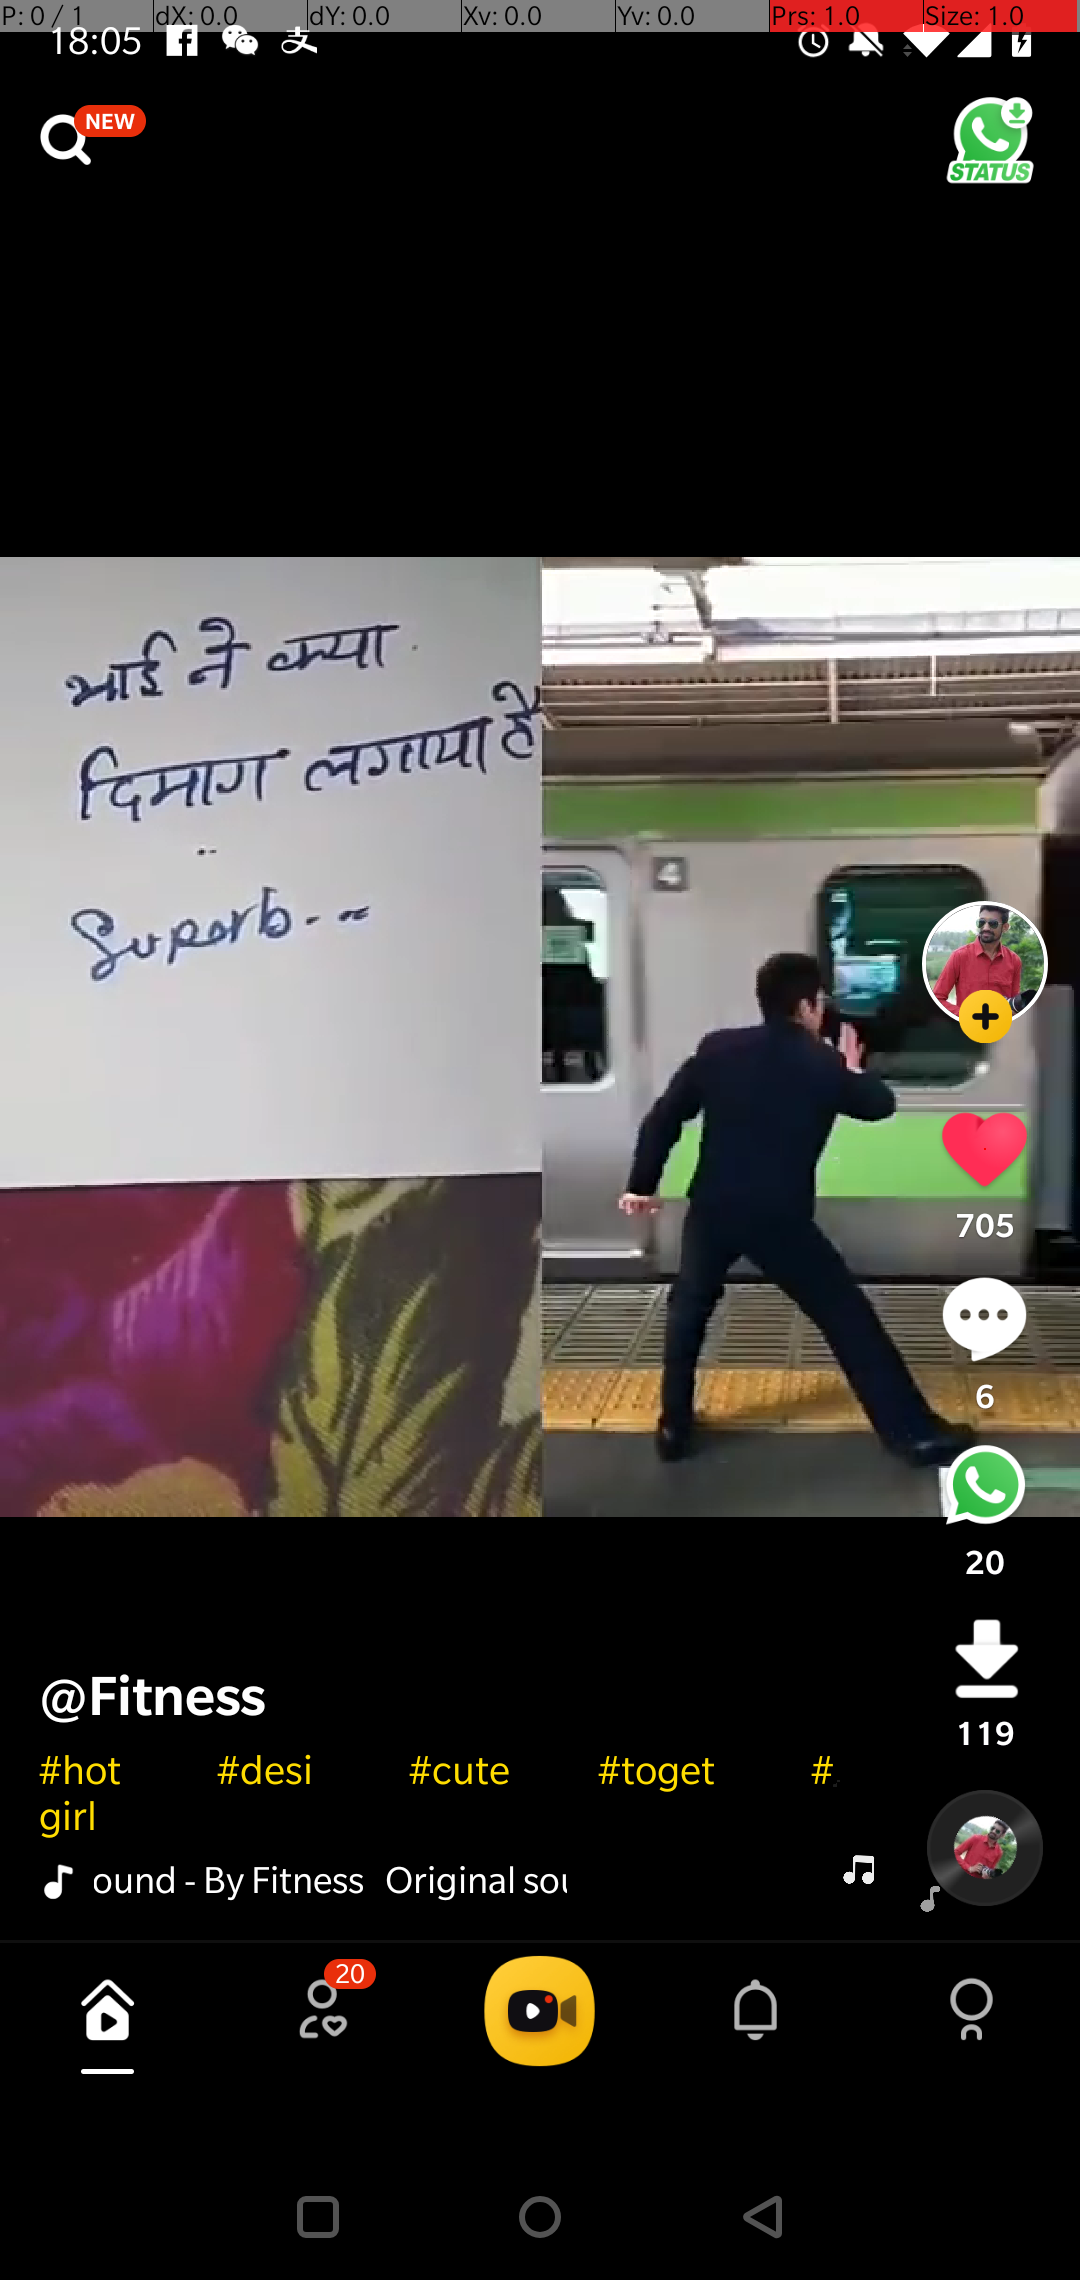 P: 0 / 1 dX: 0.0 dY: 0.0 Xv: 0.0 Yv: 0.0 Prs: 1.0 Size: 1.0
18:05
NEW
STATUS
भाई ने क्या
दिमाग लगाया है
Superb...
4
705
6
20
119
@Fitness
#hot #desi #cute #toget #
girl
ound - By Fitness Original sou
20